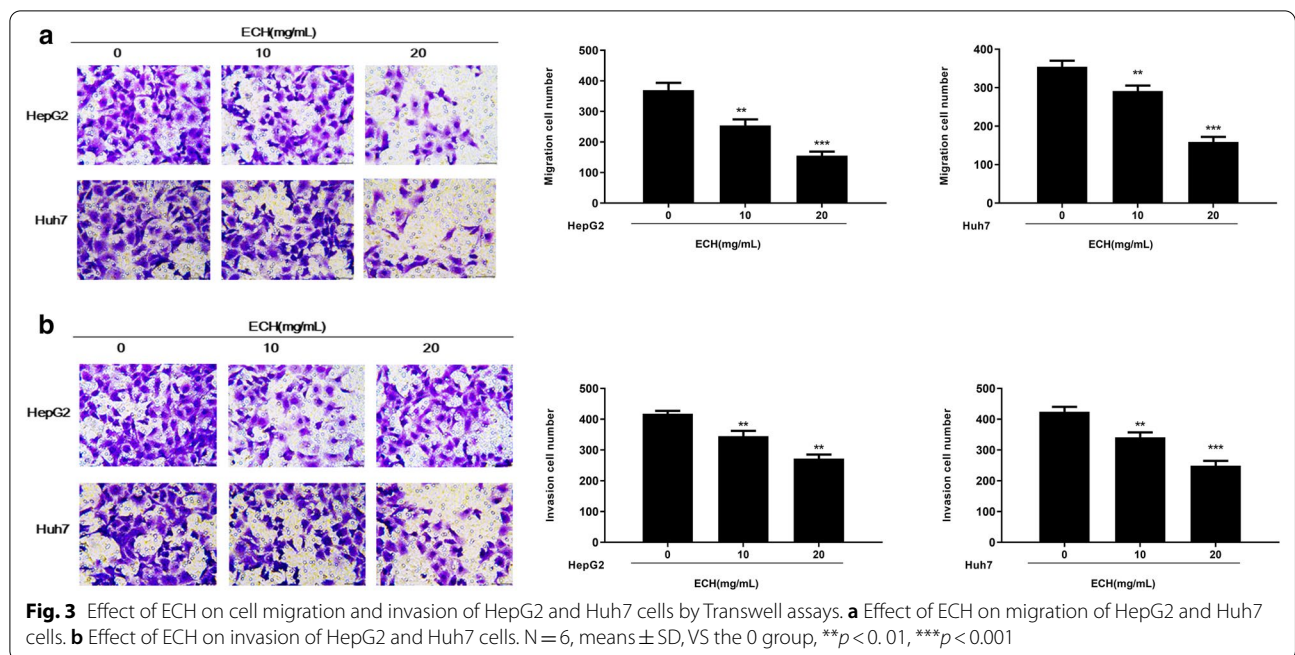 a
ECH(mg/mL)
0 10 20
HepG2
Huh7
Migration cell number
500
400
300
200
100
0
**
***
0 10 20
HepG2
ECH(mg/mL)
Migration cell number
400
300
200
100
0
**
***
0 10 20
Huh7
ECH(mg/mL)
b
ECH(mg/mL)
0 10 20
HepG2
Huh7
Invasion cell number
500
400
300
200
100
0
**
**
0 10 20
HepG2
ECH(mg/mL)
Invasion cell number
500
400
300
200
100
0
**
***
0 10 20
Huh7
ECH(mg/mL)
Fig. 3 Effect of ECH on cell migration and invasion of HepG2 and Huh7 cells by Transwell assays. a Effect of ECH on migration of HepG2 and Huh7
cells. b Effect of ECH on invasion of HepG2 and Huh7 cells. N = 6, means ± SD, VS the 0 group, **p < 0. 01, ***p < 0.001